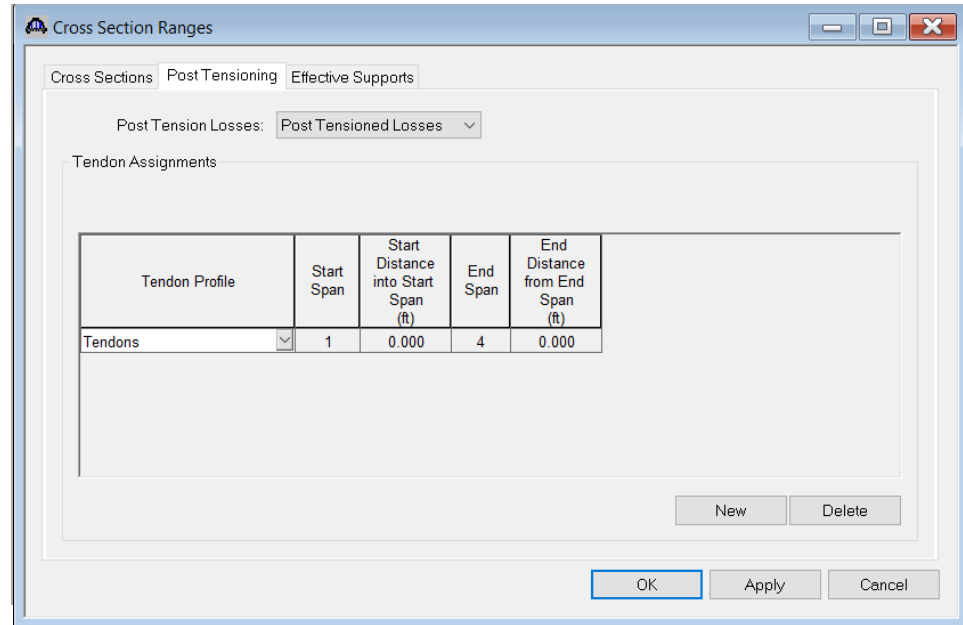 Cross Section Ranges
Cross Sections Post Tensioning Effective Supports
Post Tension Losses: Post Tensioned Losses
Tendon Assignments
Tendon Profile
Start
Span
Start
Distance
into Start
Span
(ft)
End
Span
End
Distance
from End
Span
(ft)
Tendons 1 0.000 4 0.000
New Delete
OK Apply Cancel